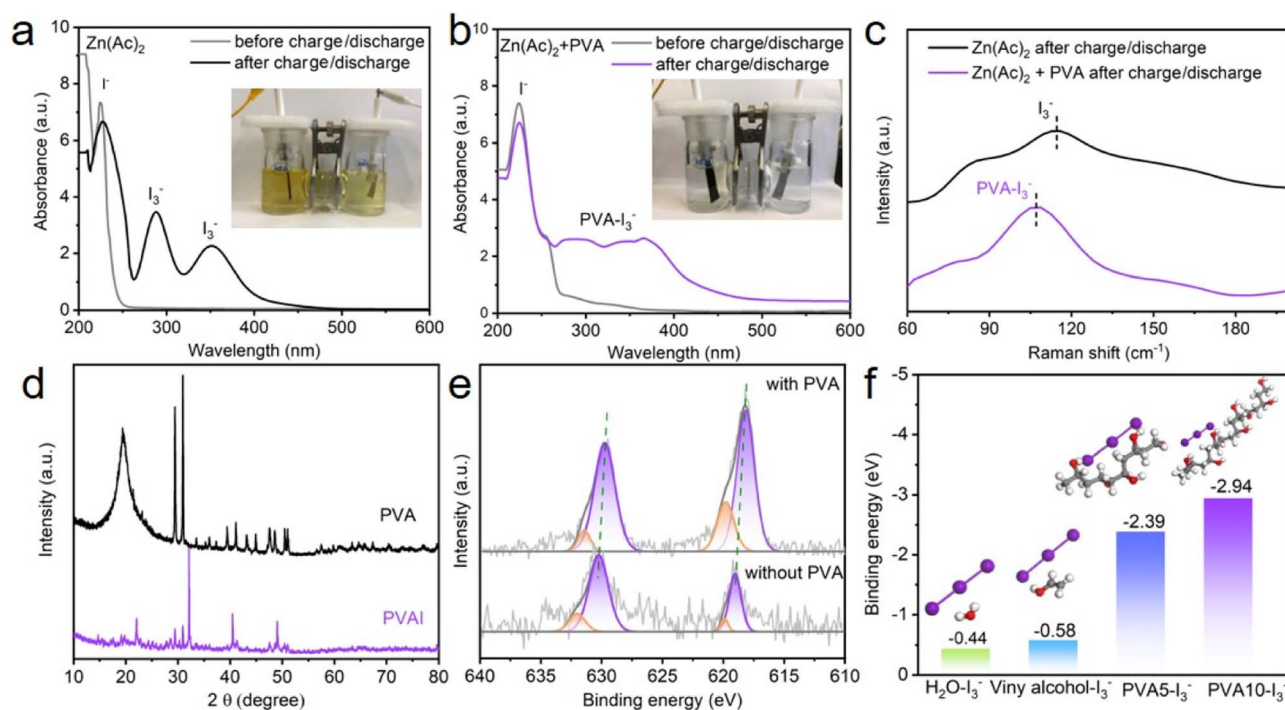 a
Zn(Ac)₂
before charge/discharge
after charge/discharge
I⁻
I₃⁻
I₃⁻
Absorbance (a.u.)
10
8
6
4
2
0
200
300
400
500
600
Wavelength (nm)
b
Zn(Ac)₂+PVA
before charge/discharge
after charge/discharge
I⁻
PVA-I₃⁻
Absorbance (a.u.)
10
8
6
4
2
0
200
300
400
500
600
Wavelength (nm)
c
Zn(Ac)₂ after charge/discharge
Zn(Ac)₂ + PVA after charge/discharge
I₃⁻
PVA-I₃⁻
Intensity (a.u.)
60
90
120
150
180
Raman shift (cm⁻¹)
d
PVA
PVAI
Intensity (a.u.)
10
20
30
40
50
60
70
80
2 θ (degree)
e
with PVA
without PVA
Intensity (a.u.)
640
635
630
625
620
615
610
Binding energy (eV)
f
-5
-4
-3
-2
-1
0
Binding energy (eV)
-0.44
-0.58
-2.39
-2.94
H₂O-I₃⁻
Viny alcohol-I₃⁻
PVA5-I₃⁻
PVA10-I₃⁻